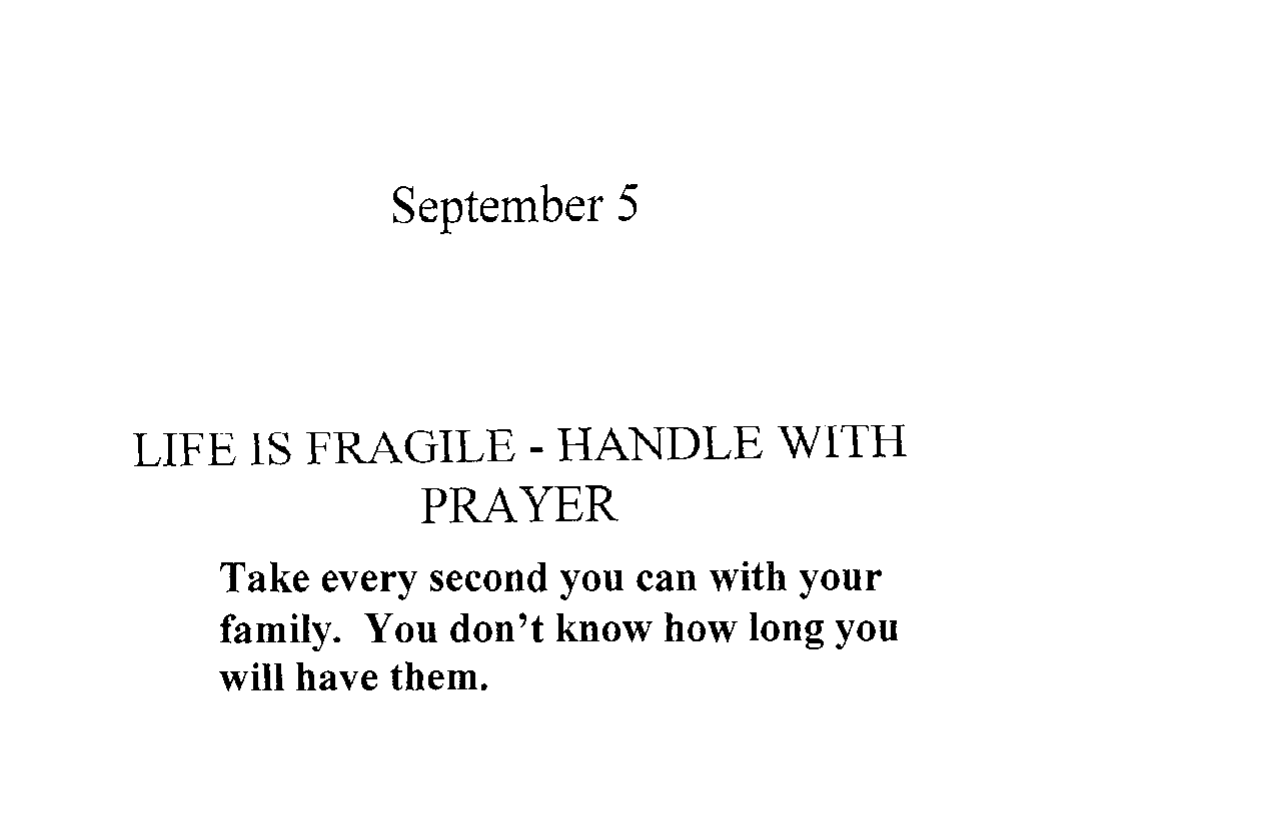 September 5
LIFE IS FRAGILE - HANDLE WITH
PRAYER
Take every second you can with your
family.  You don't know how long you
will have them.